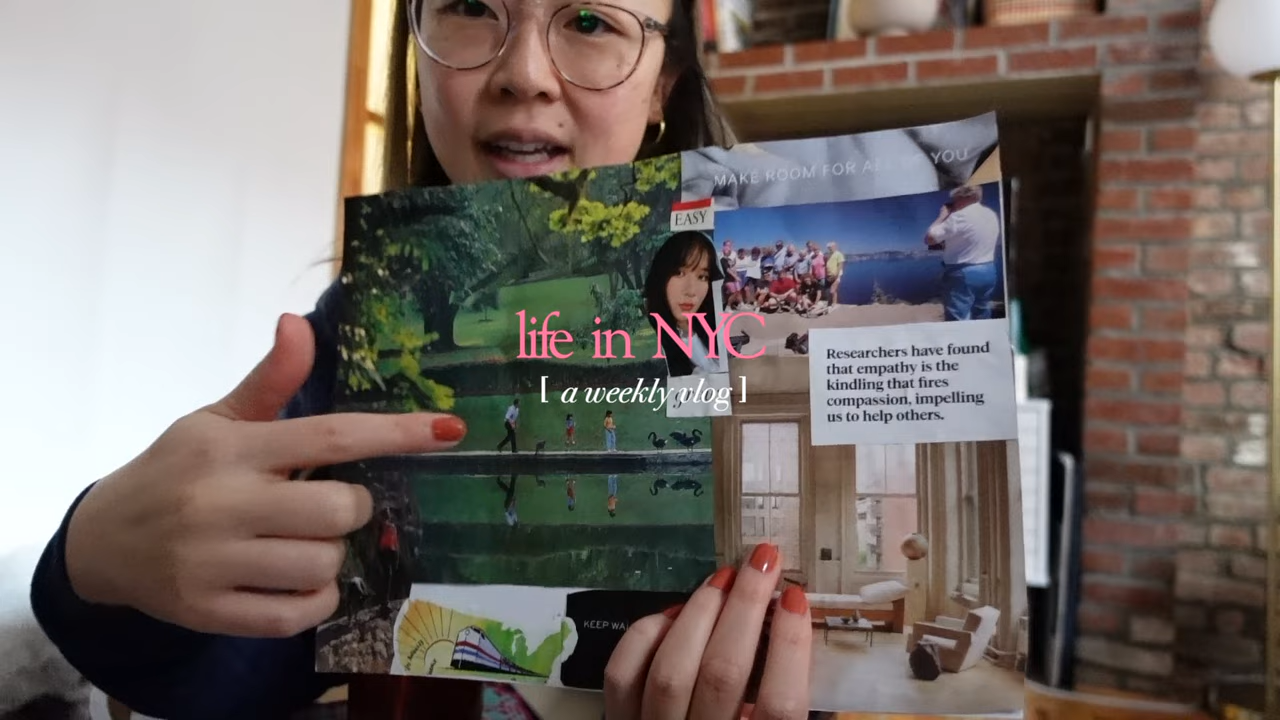 MAKE ROOM FOR ALL YOU
EASY
life in NYC
[ a weekly vlog ]
Researchers have found
that empathy is the
kindling that fires
compassion, impelling
us to help others.
KEEP